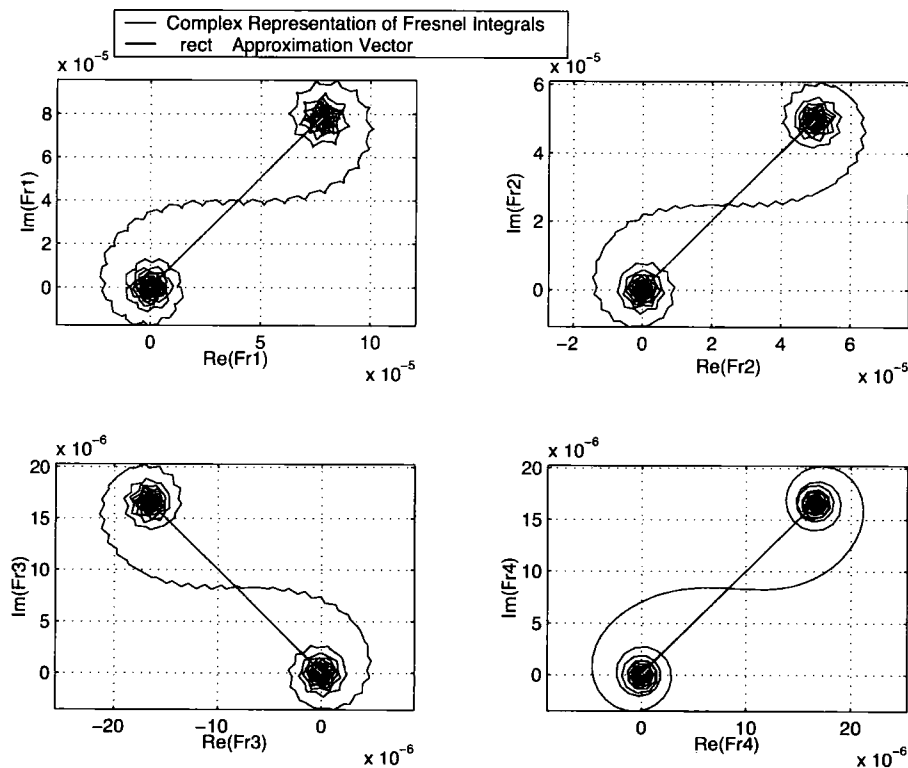 Complex Representation of Fresnel Integrals
rect Approximation Vector
x 10⁻⁵
8
6
4
2
0
Im(Fr1)
0 5 10
Re(Fr1)
x 10⁻⁵
x 10⁻⁵
6
4
2
0
Im(Fr2)
−2 0 2 4 6
Re(Fr2)
x 10⁻⁵
x 10⁻⁶
20
15
10
5
0
Im(Fr3)
−20 −10 0
Re(Fr3)
x 10⁻⁶
x 10⁻⁶
20
15
10
5
0
Im(Fr4)
0 10 20
Re(Fr4)
x 10⁻⁶